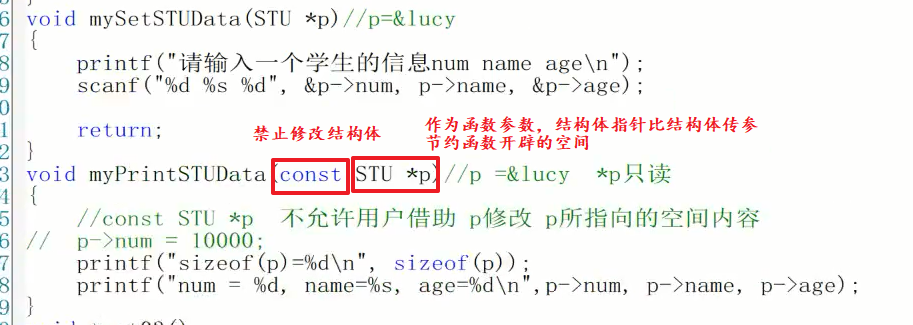 6 void mySetSTUData(STU *p)//p=&lucy
7 {
8 printf("请输入一个学生的信息num name age\n");
9 scanf("%d %s %d", &p->num, p->name, &p->age);
0
1 return;
禁止修改结构体
作为函数参数，结构体指针比结构体传参
节约函数开辟的空间
2 }
3 void myPrintSTUData(const STU *p)//p =&lucy *p只读
4 {
5 //const STU *p 不允许用户借助 p修改 p所指向的空间内容
6 // p->num = 10000;
7 printf("sizeof(p)=%d\n", sizeof(p));
8 printf("num = %d, name=%s, age=%d\n",p->num, p->name, p->age);
9 }